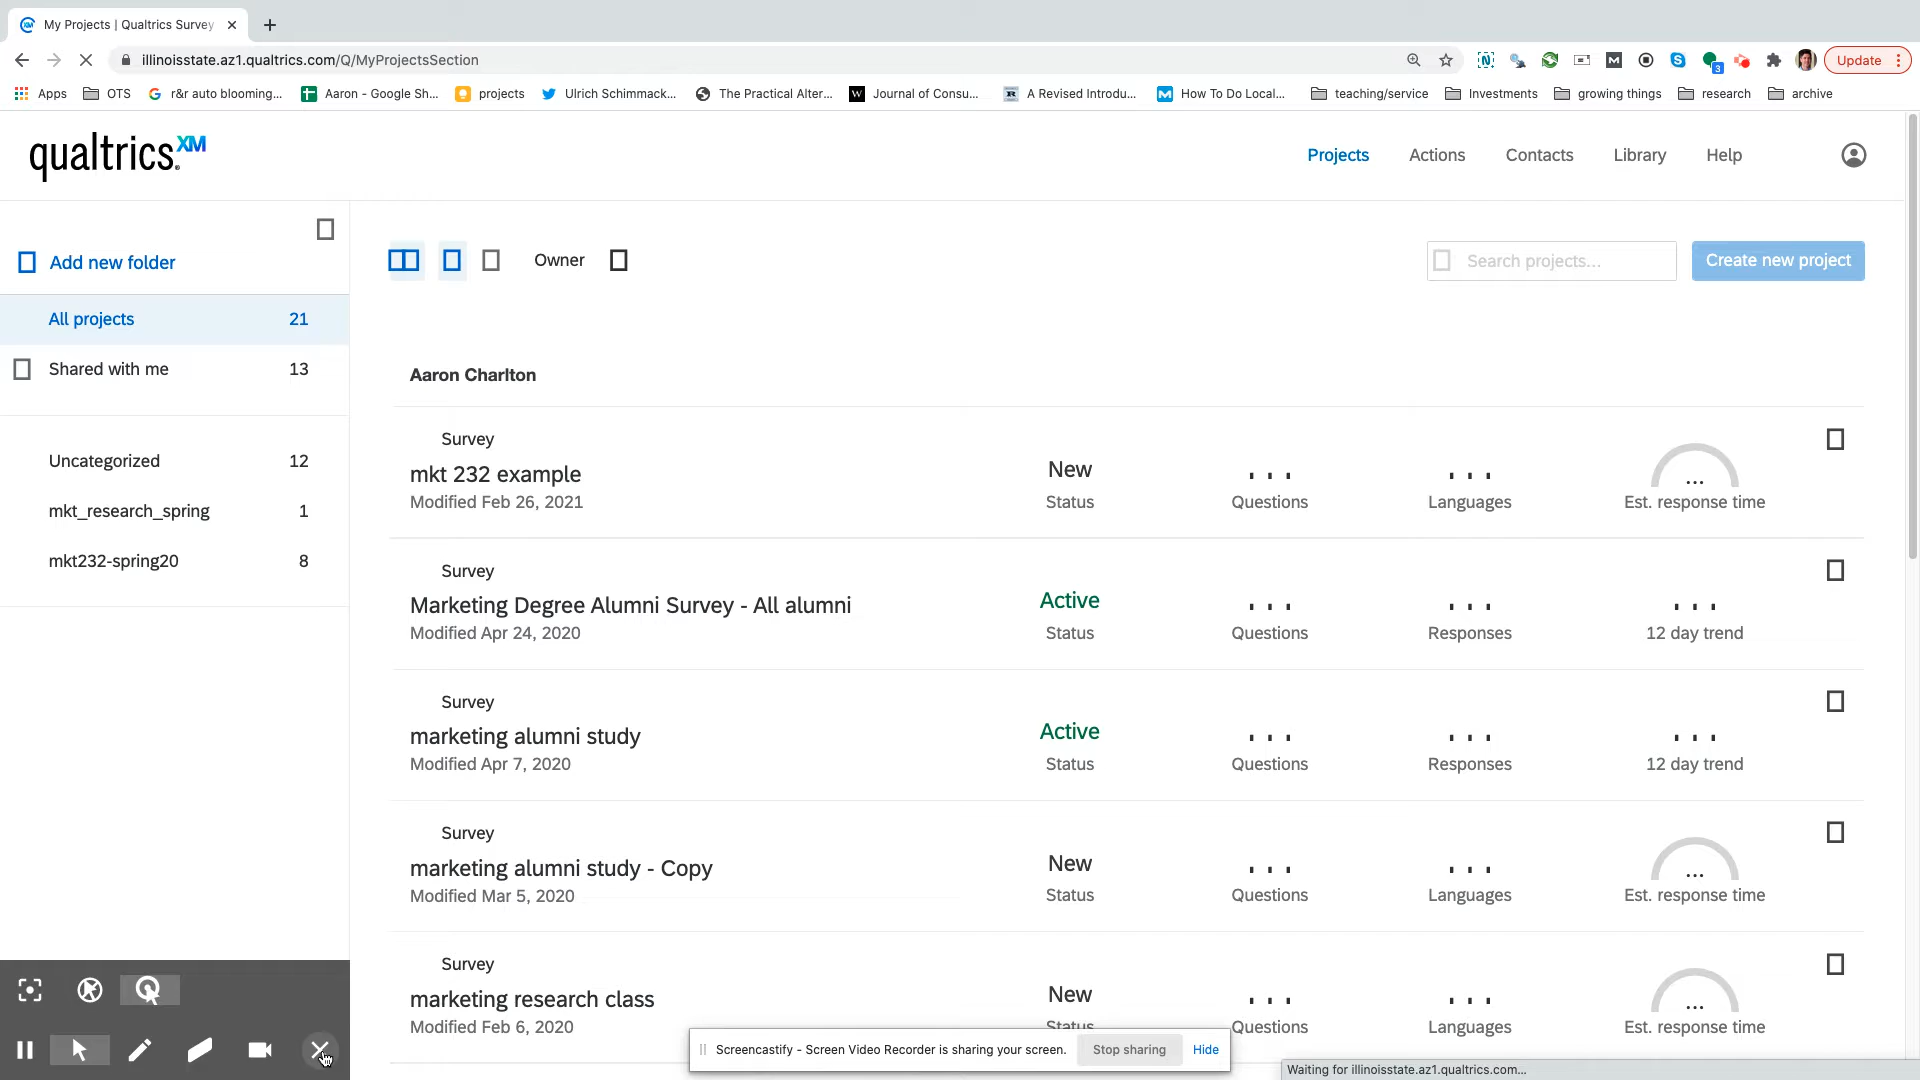 My Projects | Qualtrics Survey
illinoisstate.az1.qualtrics.com/Q/MyProjectsSection
Update
Apps
OTS
r&r auto blooming...
Aaron - Google Sh...
projects
Ulrich Schimmack...
The Practical Alter...
Journal of Consu...
A Revised Introdu...
How To Do Local...
teaching/service
Investments
growing things
research
archive
qualtrics.XM
Projects
Actions
Contacts
Library
Help
Add new folder
All projects 21
Shared with me 13
Uncategorized 12
mkt_research_spring 1
mkt232-spring20 8
Owner
Search projects...
Create new project
Aaron Charlton
Survey
mkt 232 example
Modified Feb 26, 2021
New
Status
...
Questions
...
Languages
...
Est. response time
Survey
Marketing Degree Alumni Survey - All alumni
Modified Apr 24, 2020
Active
Status
...
Questions
...
Responses
...
12 day trend
Survey
marketing alumni study
Modified Apr 7, 2020
Active
Status
...
Questions
...
Responses
...
12 day trend
Survey
marketing alumni study - Copy
Modified Mar 5, 2020
New
Status
...
Questions
...
Languages
...
Est. response time
Survey
marketing research class
Modified Feb 6, 2020
New
Status
...
Questions
...
Languages
...
Est. response time
Screencastify - Screen Video Recorder is sharing your screen.
Stop sharing
Hide
Waiting for illinoisstate.az1.qualtrics.com...